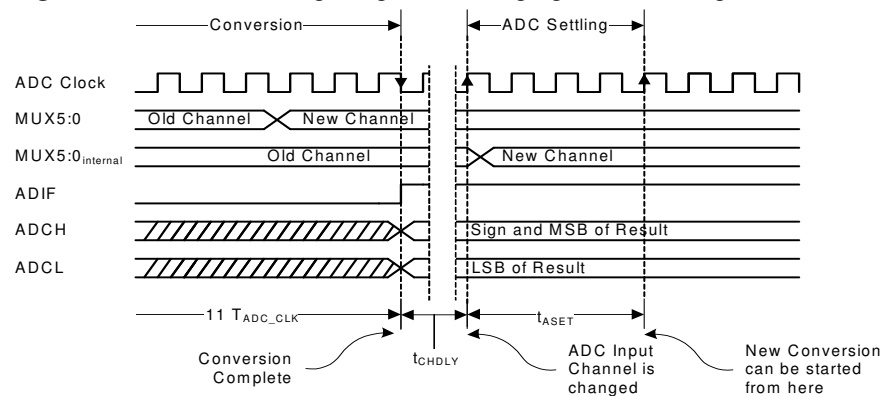 Conversion
ADC Settling
ADC Clock
MUX5:0
Old Channel
New Channel
MUX5:0internal
Old Channel
New Channel
ADIF
ADCH
Sign and MSB of Result
ADCL
LSB of Result
11 TADC_CLK
tCHDLY
tASET
Conversion
Complete
ADC Input
Channel is
changed
New Conversion
can be started
from here